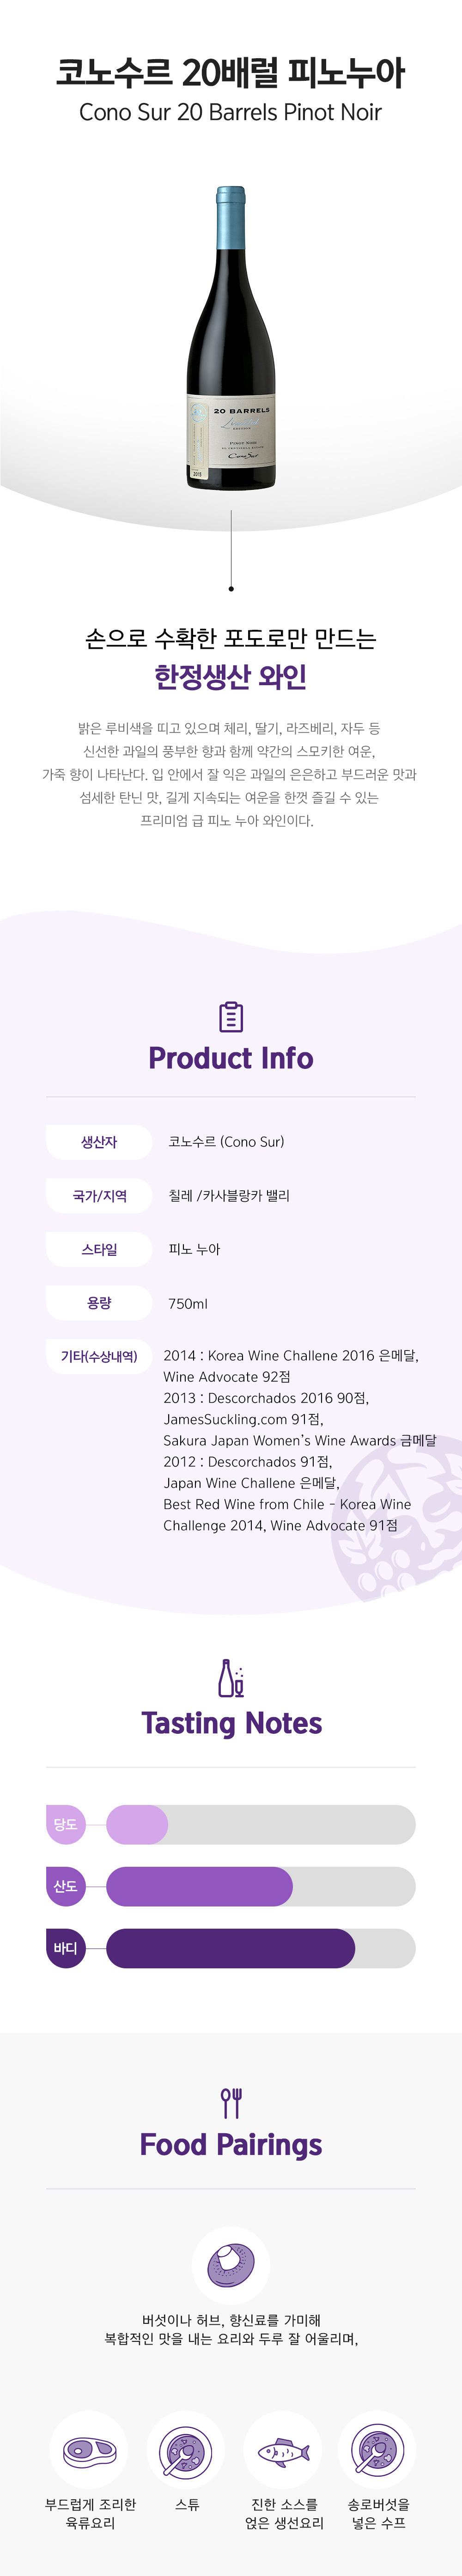 코노수르 20배럴 피노누아
Cono Sur 20 Barrels Pinot Noir
20 BARRELS
PINOT NOIR
Cono Sur
2015
손으로 수확한 포도로만 만드는
한정생산 와인
밝은 루비색을 띠고 있으며 체리, 딸기, 라즈베리, 자두 등
신선한 과일의 풍부한 향과 함께 약간의 스모키한 여운,
가죽 향이 나타난다. 입 안에서 잘 익은 과일의 은은하고 부드러운 맛과
섬세한 탄닌 맛, 길게 지속되는 여운을 한껏 즐길 수 있는
프리미엄 급 피노 누아 와인이다.
Product Info
생산자 코노수르 (Cono Sur)
국가/지역 칠레 /카사블랑카 밸리
스타일 피노 누아
용량 750ml
기타(수상내역) 2014 : Korea Wine Challene 2016 은메달,
Wine Advocate 92점
2013 : Descorchados 2016 90점,
JamesSuckling.com 91점,
Sakura Japan Women's Wine Awards 금메달
2012 : Descorchados 91점,
Japan Wine Challene 은메달,
Best Red Wine from Chile - Korea Wine
Challenge 2014, Wine Advocate 91점
Tasting Notes
당도
산도
바디
Food Pairings
버섯이나 허브, 향신료를 가미해
복합적인 맛을 내는 요리와 두루 잘 어울리며,
부드럽게 조리한
육류요리
스튜
진한 소스를
얹은 생선요리
송로버섯을
넣은 수프